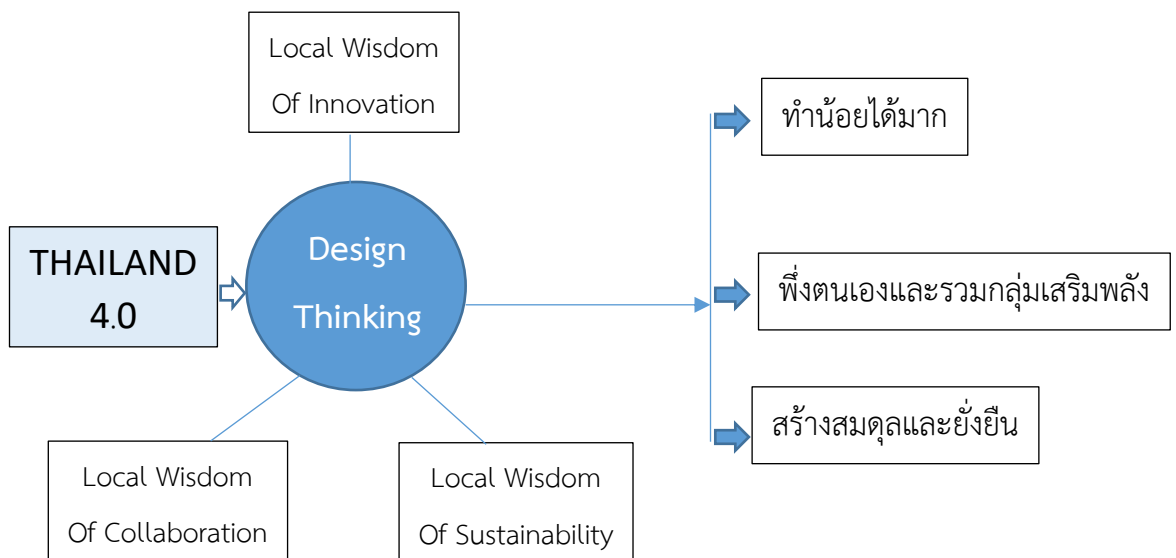 Local Wisdom
Of Innovation
THAILAND
4.0
Design
Thinking
Local Wisdom
Of Collaboration
Local Wisdom
Of Sustainability
ทำน้อยได้มาก
พึ่งตนเองและรวมกลุ่มเสริมพลัง
สร้างสมดุลและยั่งยืน